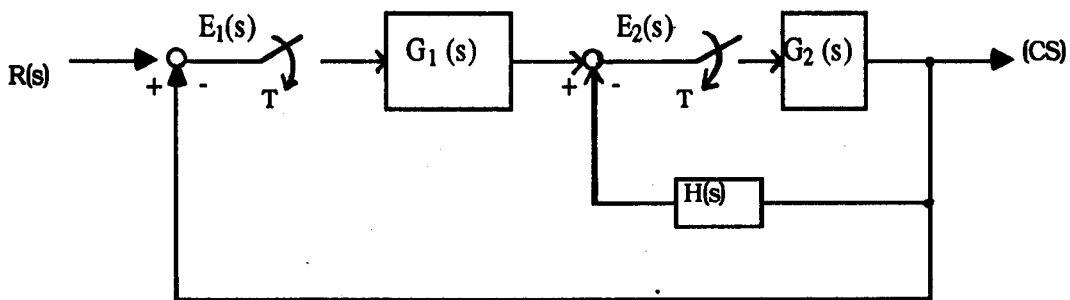 E₁(s)
E₂(s)
G₁ (s)
G₂ (s)
(CS)
R(s)
+
-
T
+
-
T
H(s)